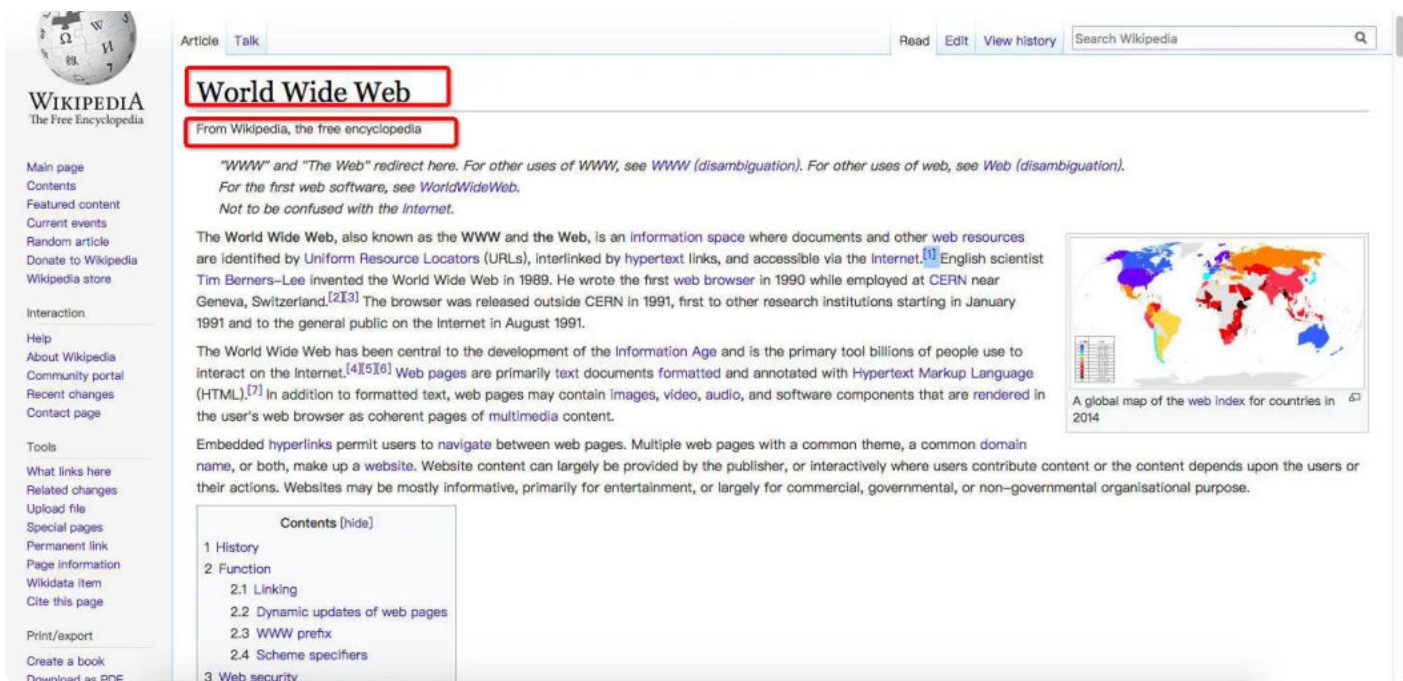 Article Talk Read Edit View history Search Wikipedia
WIKIPEDIA
The Free Encyclopedia
Main page
Contents
Featured content
Current events
Random article
Donate to Wikipedia
Wikipedia store
Interaction
Help
About Wikipedia
Community portal
Recent changes
Contact page
Tools
What links here
Related changes
Upload file
Special pages
Permanent link
Page information
Wikidata item
Cite this page
Print/export
Create a book
Download as PDF
World Wide Web
From Wikipedia, the free encyclopedia
"WWW" and "The Web" redirect here. For other uses of WWW, see WWW (disambiguation). For other uses of web, see Web (disambiguation).
For the first web software, see WorldWideWeb.
Not to be confused with the Internet.
The World Wide Web, also known as the WWW and the Web, is an information space where documents and other web resources
are identified by Uniform Resource Locators (URLs), interlinked by hypertext links, and accessible via the Internet.[1] English scientist
Tim Berners–Lee invented the World Wide Web in 1989. He wrote the first web browser in 1990 while employed at CERN near
Geneva, Switzerland.[2][3] The browser was released outside CERN in 1991, first to other research institutions starting in January
1991 and to the general public on the Internet in August 1991.
The World Wide Web has been central to the development of the Information Age and is the primary tool billions of people use to
interact on the Internet.[4][5][6] Web pages are primarily text documents formatted and annotated with Hypertext Markup Language
(HTML).[7] In addition to formatted text, web pages may contain images, video, audio, and software components that are rendered in
the user's web browser as coherent pages of multimedia content.
Embedded hyperlinks permit users to navigate between web pages. Multiple web pages with a common theme, a common domain
name, or both, make up a website. Website content can largely be provided by the publisher, or interactively where users contribute content or the content depends upon the users or
their actions. Websites may be mostly informative, primarily for entertainment, or largely for commercial, governmental, or non–governmental organisational purpose.
A global map of the web index for countries in
2014
Contents [hide]
1 History
2 Function
2.1 Linking
2.2 Dynamic updates of web pages
2.3 WWW prefix
2.4 Scheme specifiers
3 Web security